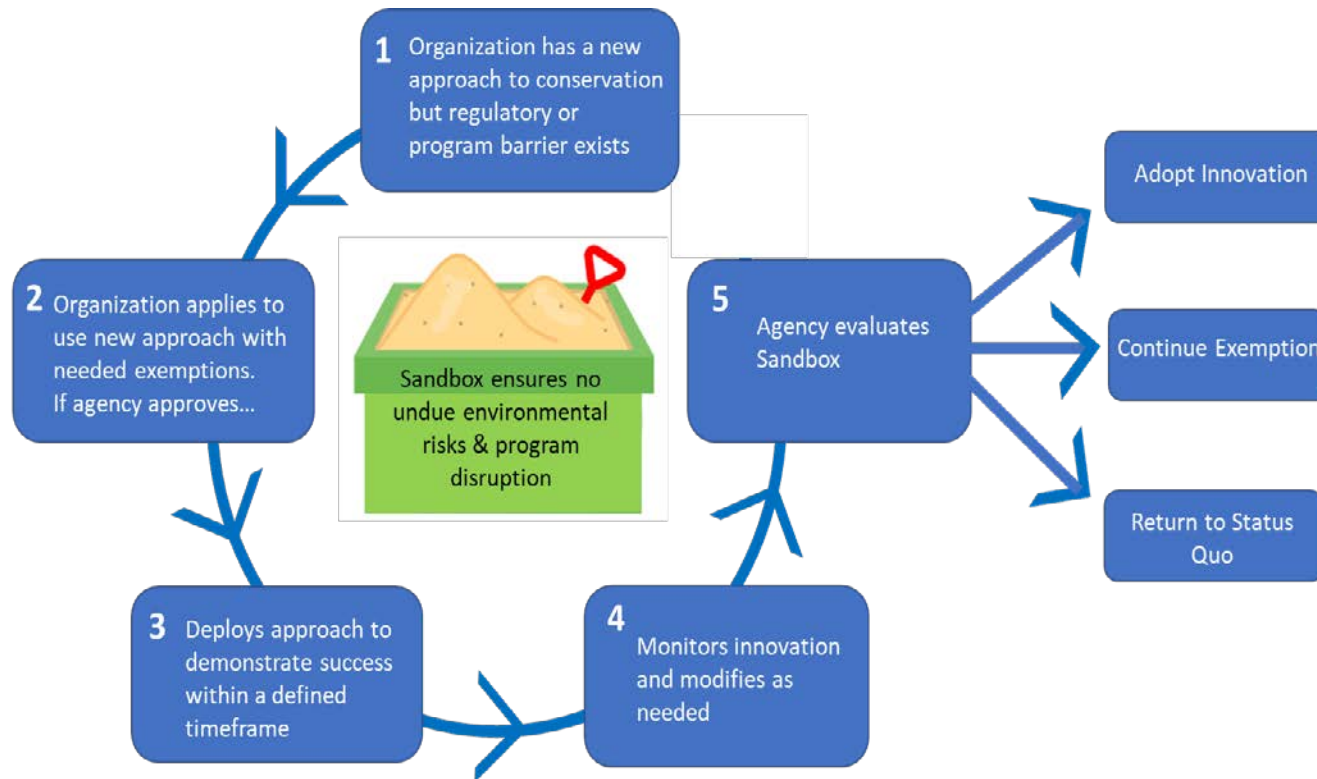 1
Organization has a new
approach to conservation
but regulatory or
program barrier exists
2
Organization applies to
use new approach with
needed exemptions.
If agency approves...
3
Deploys approach to
demonstrate success
within a defined
timeframe
4
Monitors innovation
and modifies as
needed
5
Agency evaluates
Sandbox
Sandbox ensures no
undue environmental
risks & program
disruption
Adopt Innovation
Continue Exemption
Return to Status
Quo